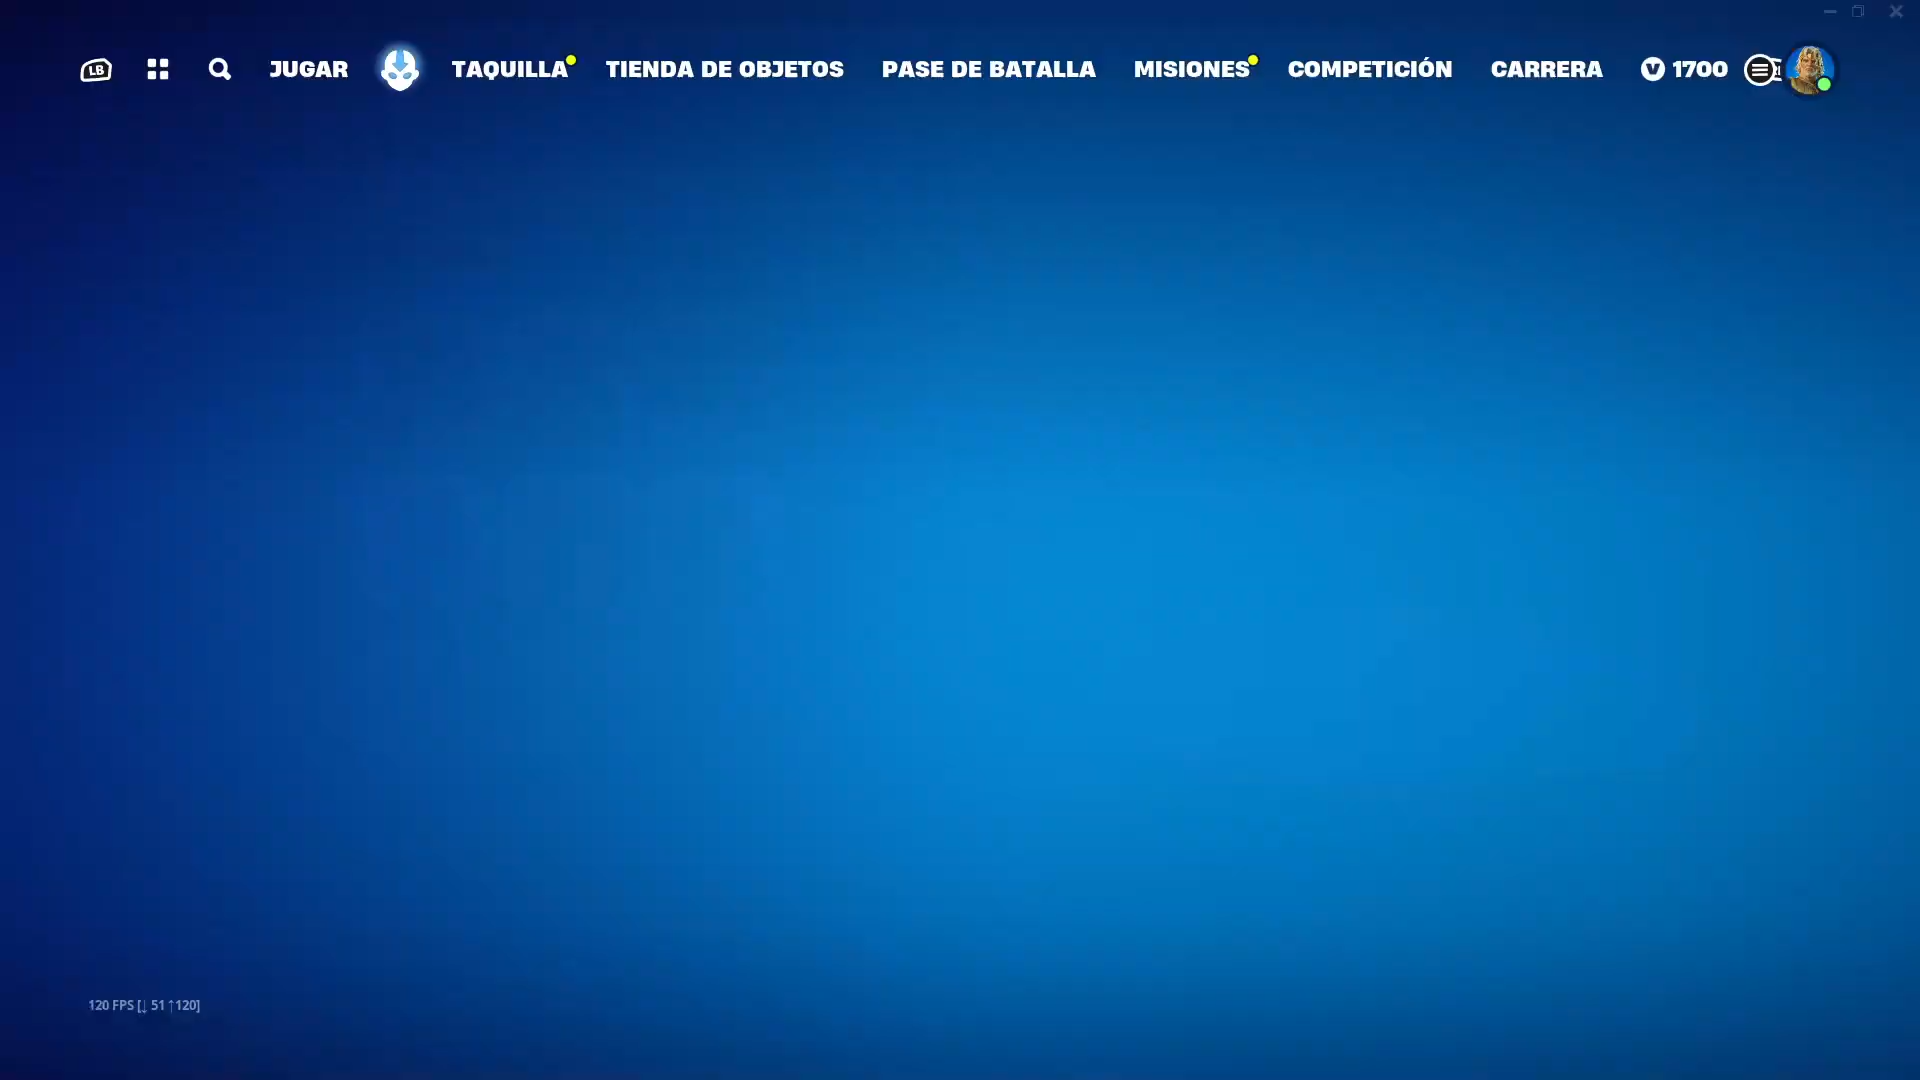 LB JUGAR TAQUILLA TIENDA DE OBJETOS PASE DE BATALLA MISIONES COMPETICIÓN CARRERA V 1700
120 FPS [↓ 51 ↑120]